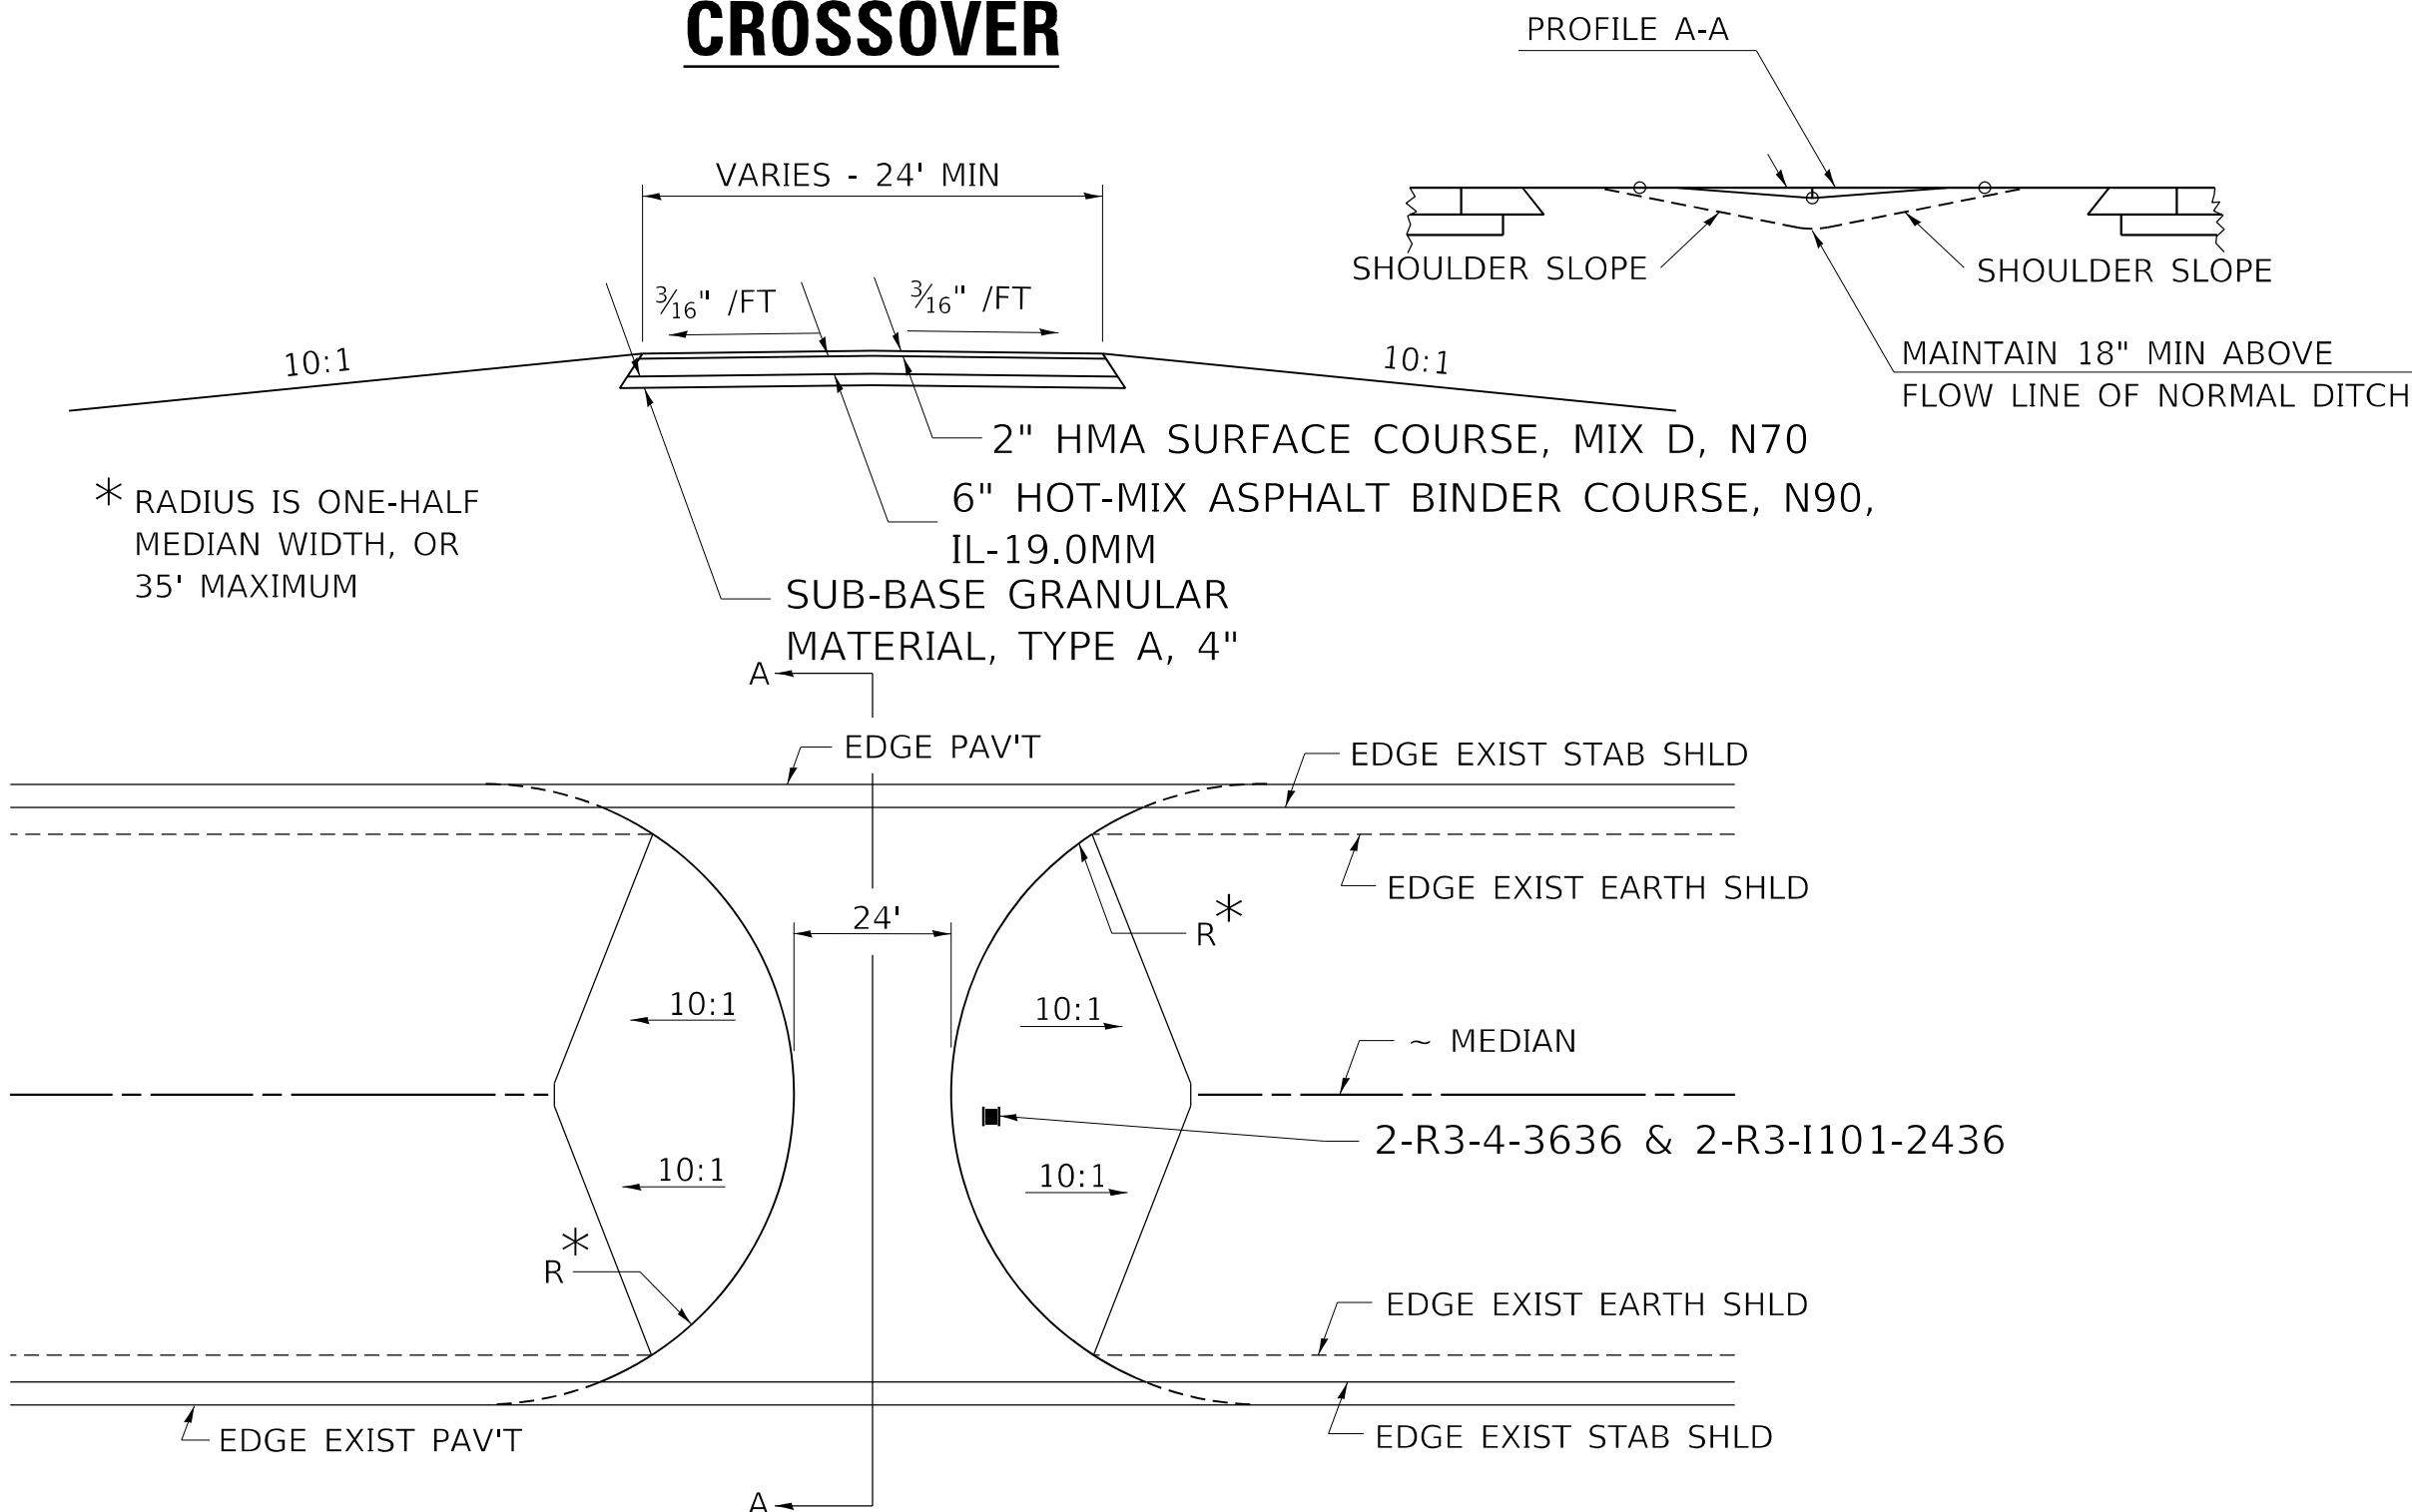 CROSSOVER
PROFILE A-A
VARIES - 24' MIN
3/16" /FT
3/16" /FT
10:1
10:1
SHOULDER SLOPE
SHOULDER SLOPE
MAINTAIN 18" MIN ABOVE
FLOW LINE OF NORMAL DITCH
2" HMA SURFACE COURSE, MIX D, N70
6" HOT-MIX ASPHALT BINDER COURSE, N90,
IL-19.0MM
SUB-BASE GRANULAR
MATERIAL, TYPE A, 4"
* RADIUS IS ONE-HALF
MEDIAN WIDTH, OR
35' MAXIMUM
A
EDGE PAV'T
EDGE EXIST STAB SHLD
EDGE EXIST EARTH SHLD
24'
R*
10:1
10:1
~ MEDIAN
2-R3-4-3636 & 2-R3-I101-2436
10:1
10:1
R*
EDGE EXIST EARTH SHLD
EDGE EXIST STAB SHLD
EDGE EXIST PAV'T
A